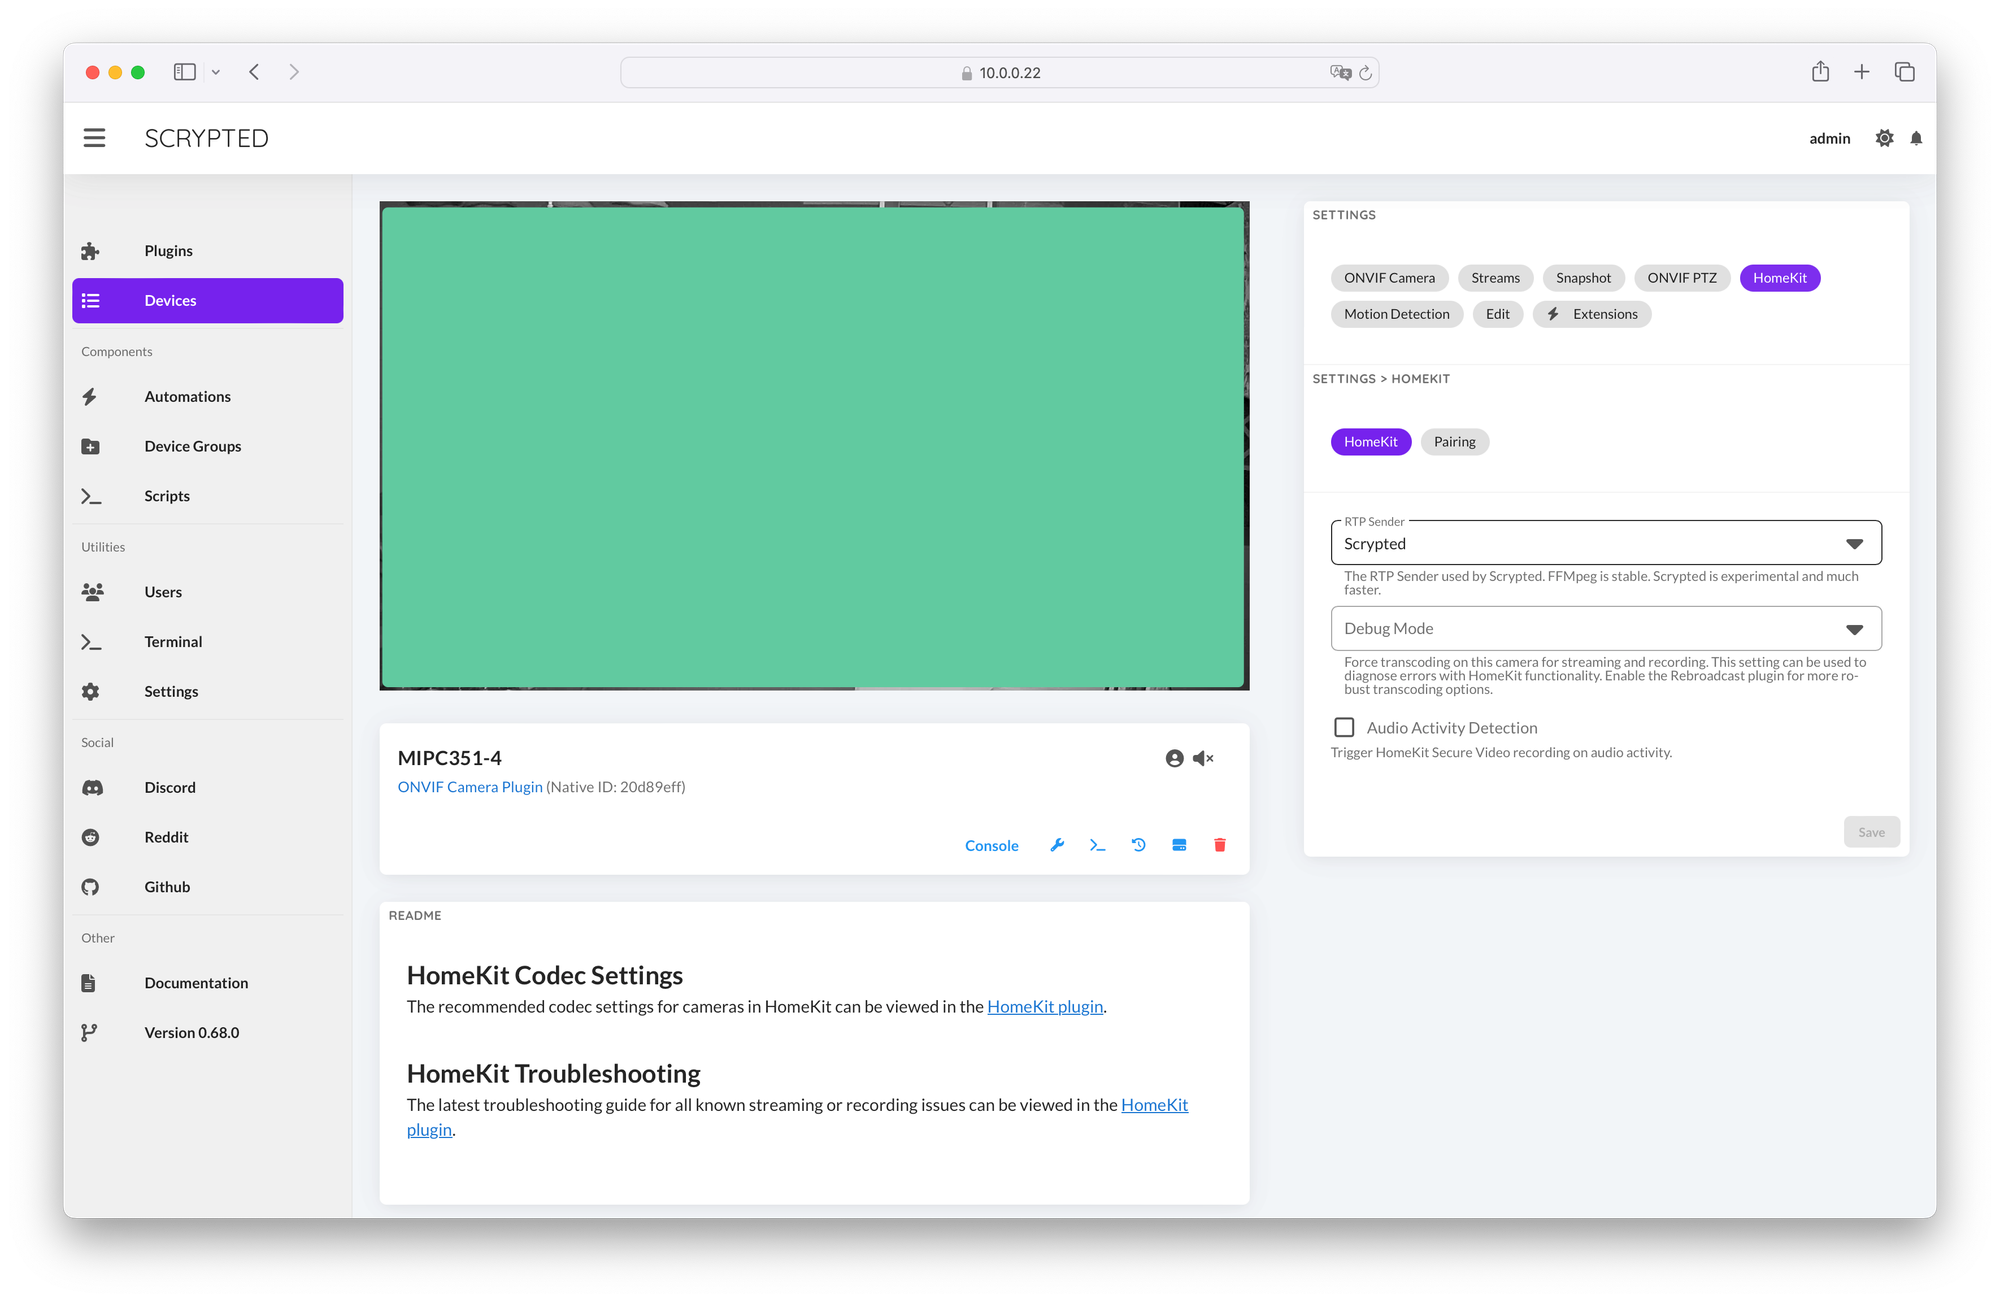 10.0.0.22
SCRYPTED
admin
Plugins
Devices
Components
Automations
Device Groups
Scripts
Utilities
Users
Terminal
Settings
Social
Discord
Reddit
Github
Other
Documentation
Version 0.68.0
MIPC351-4
ONVIF Camera Plugin (Native ID: 20d89eff)
Console
README
HomeKit Codec Settings
The recommended codec settings for cameras in HomeKit can be viewed in the HomeKit plugin.
HomeKit Troubleshooting
The latest troubleshooting guide for all known streaming or recording issues can be viewed in the HomeKit
plugin.
SETTINGS
ONVIF Camera Streams Snapshot ONVIF PTZ HomeKit
Motion Detection Edit Extensions
SETTINGS > HOMEKIT
HomeKit Pairing
RTP Sender
Scrypted
The RTP Sender used by Scrypted. FFMpeg is stable. Scrypted is experimental and much
faster.
Debug Mode
Force transcoding on this camera for streaming and recording. This setting can be used to
diagnose errors with HomeKit functionality. Enable the Rebroadcast plugin for more ro-
bust transcoding options.
Audio Activity Detection
Trigger HomeKit Secure Video recording on audio activity.
Save